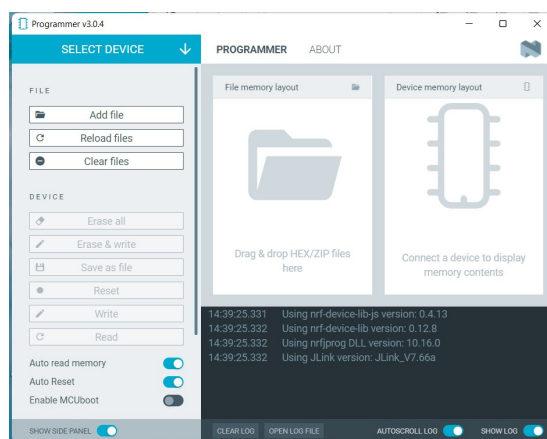 Programmer v3.0.4
SELECT DEVICE
PROGRAMMER ABOUT
FILE
Add file
Reload files
Clear files
DEVICE
Erase all
Erase & write
Save as file
Reset
Write
Read
Auto read memory
Auto Reset
Enable MCUboot
SHOW SIDE PANEL
File memory layout
Drag & drop HEX/ZIP files
here
Device memory layout
Connect a device to display
memory contents
14:39:25.331 Using nrf-device-lib-js version: 0.4.13
14:39:25.332 Using nrf-device-lib version: 0.12.8
14:39:25.332 Using nrfjprog DLL version: 10.16.0
14:39:25.332 Using JLink version: JLink_V7.66a
CLEAR LOG OPEN LOG FILE AUTOSCROLL LOG SHOW LOG